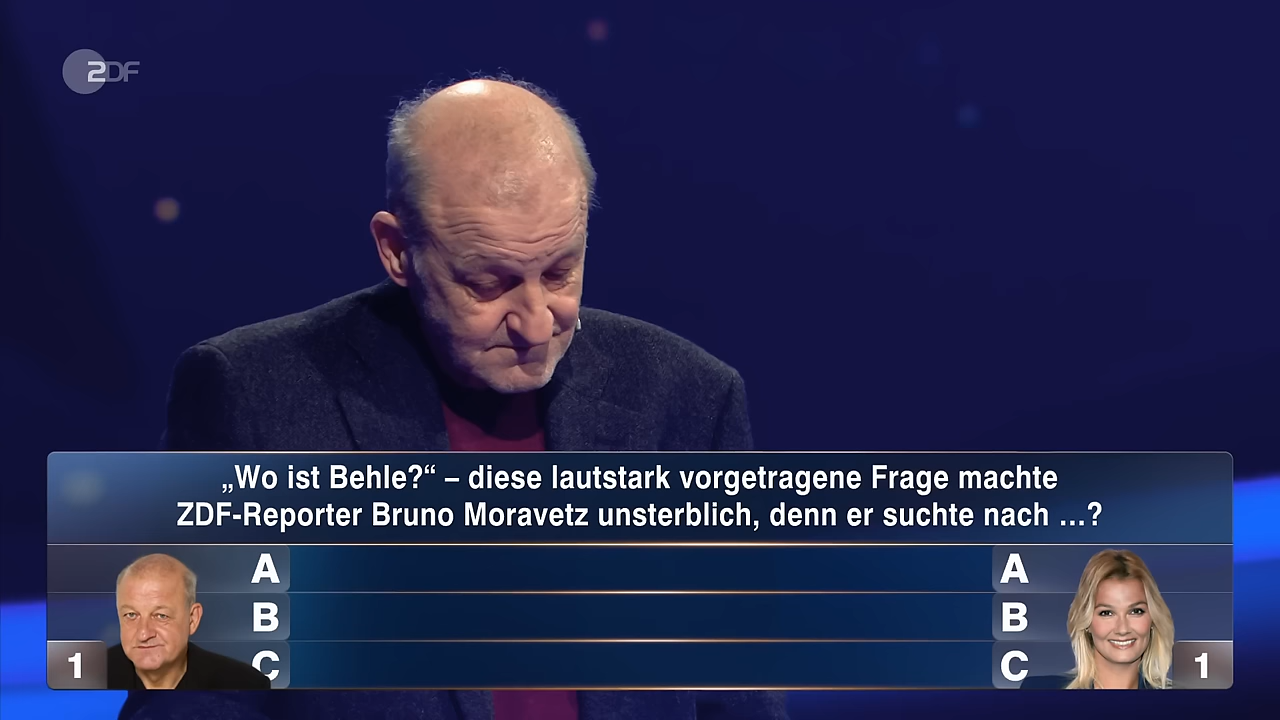 ZDF
„Wo ist Behle?“ – diese lautstark vorgetragene Frage machte
ZDF-Reporter Bruno Moravetz unsterblich, denn er suchte nach ...?
A A
B B
C C
1 1